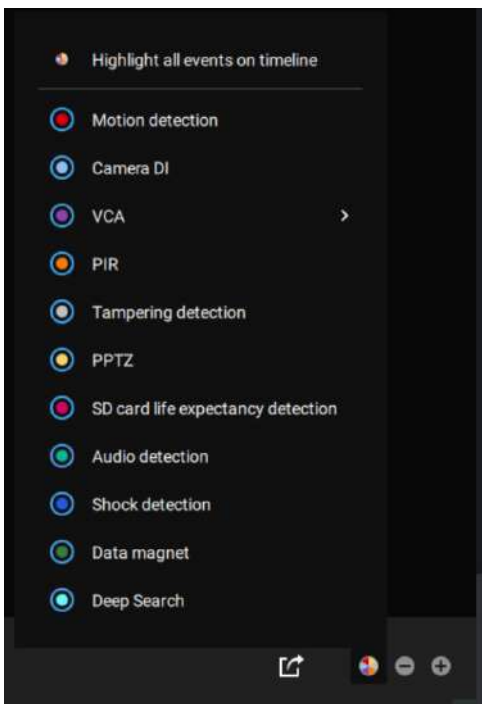 Highlight all events on timeline
Motion detection
Camera DI
VCA
PIR
Tampering detection
PPTZ
SD card life expectancy detection
Audio detection
Shock detection
Data magnet
Deep Search